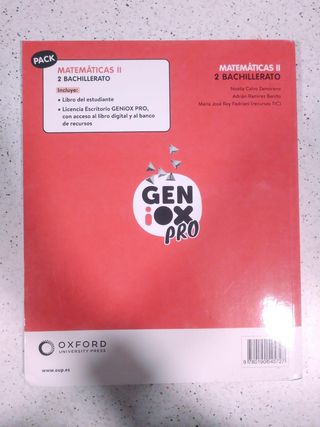 PACK
MATEMÁTICAS II
2 BACHILLERATO
Incluye:
• Libro del estudiante
• Licencia Escritorio GENiOX PRO,
con acceso al libro digital y al banco
de recursos
MATEMÁTICAS II
2 BACHILLERATO
Noelia Calvo Zamorano
Adrián Ramírez Benito
María José Rey Fedriani (recursos TIC)
GEN
iOX
PRO
OXFORD
UNIVERSITY PRESS
www.oup.es